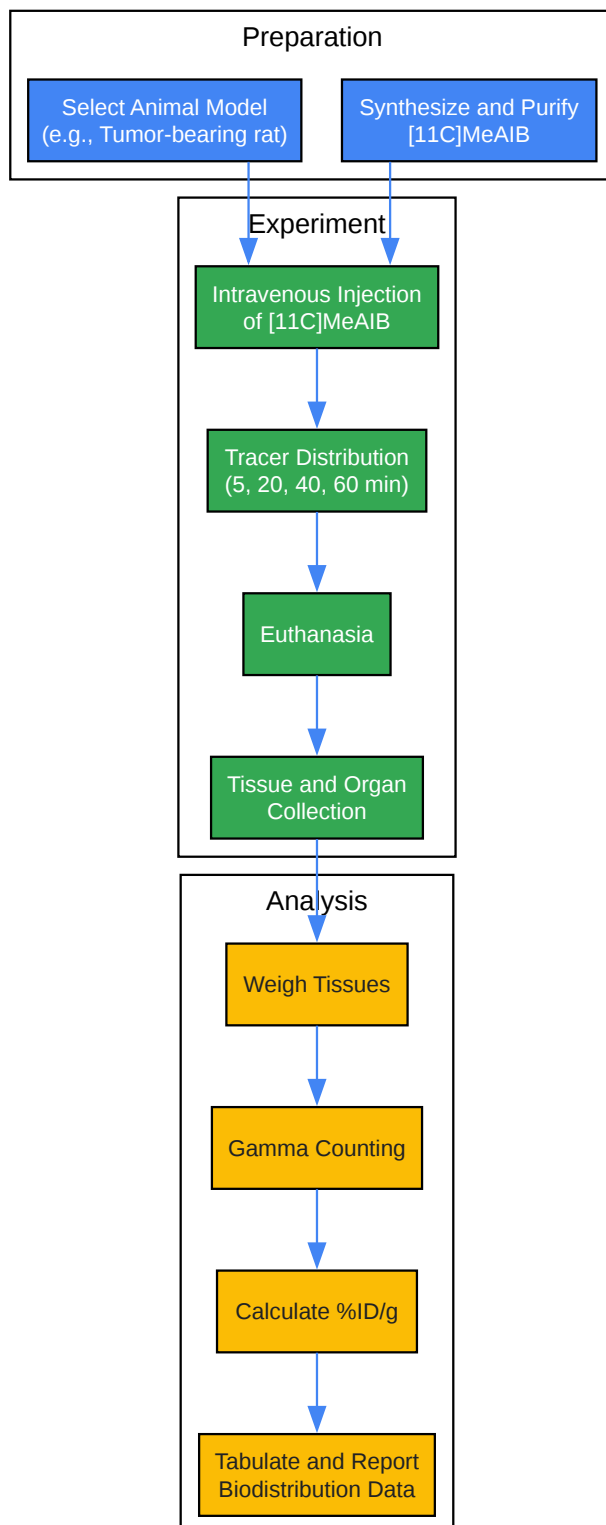 Preparation
Select Animal Model
(e.g., Tumor-bearing rat)
Synthesize and Purify
[11C]MeAIB
Experiment
Intravenous Injection
of [11C]MeAIB
Tracer Distribution
(5, 20, 40, 60 min)
Euthanasia
Tissue and Organ
Collection
Analysis
Weigh Tissues
Gamma Counting
Calculate %ID/g
Tabulate and Report
Biodistribution Data